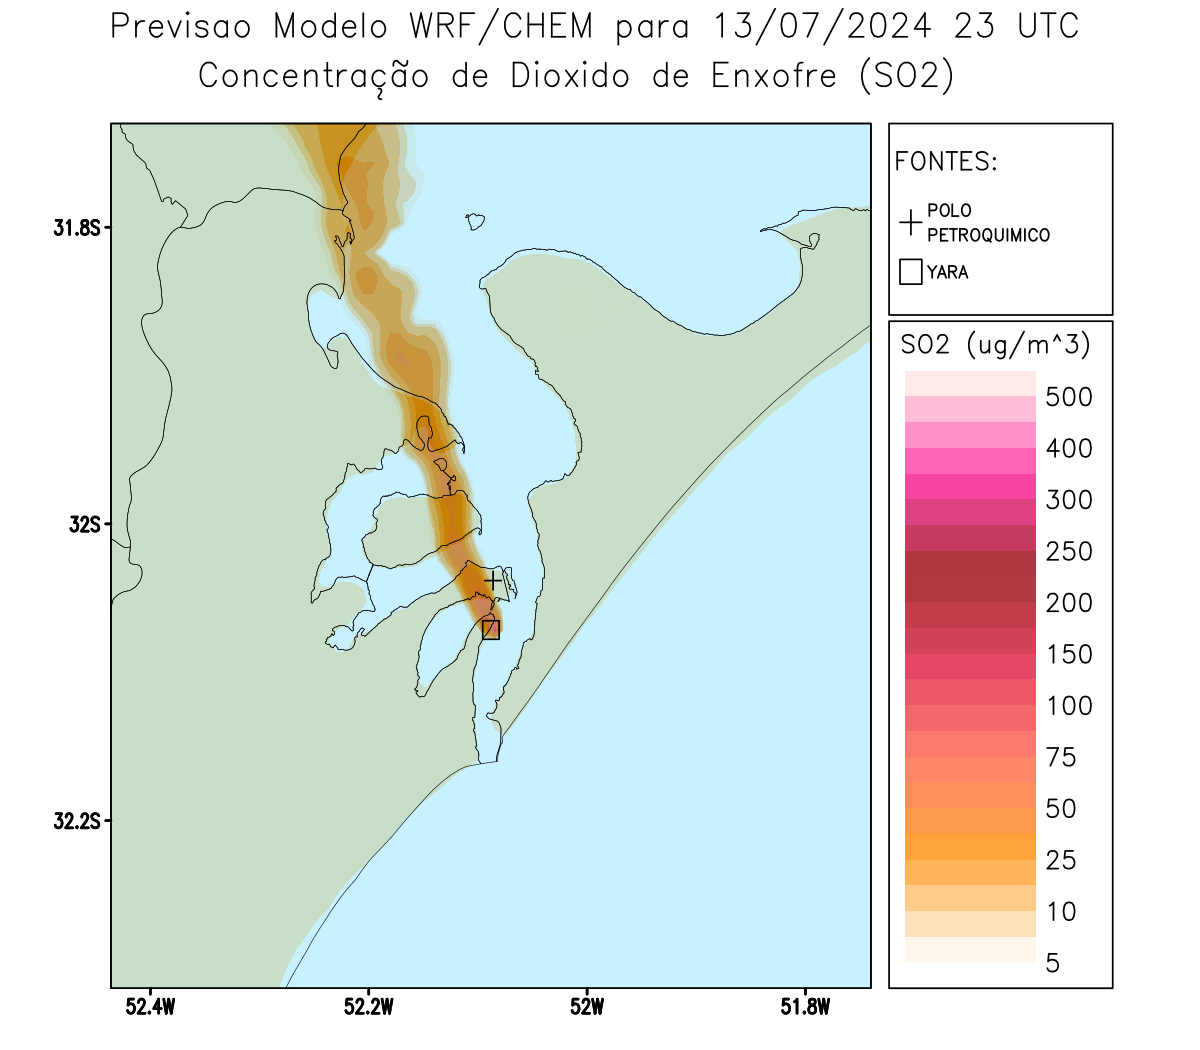 Previsao Modelo WRF/CHEM para 13/07/2024 23 UTC
Concentração de Dioxido de Enxofre (SO2)
FONTES:
POLO
PETROQUIMICO
YARA
SO2 (ug/m^3)
500
400
300
250
200
150
100
75
50
25
10
5
31.8S
32S
32.2S
52.4W
52.2W
52W
51.8W